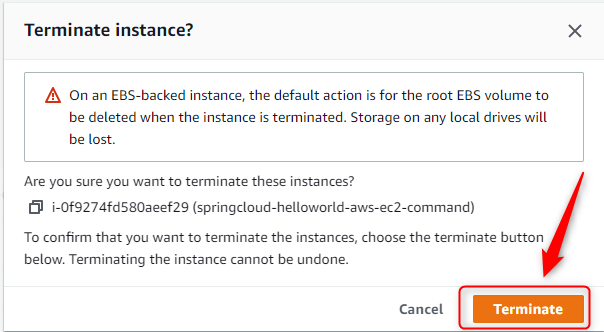 Terminate instance?
On an EBS-backed instance, the default action is for the root EBS volume to
be deleted when the instance is terminated. Storage on any local drives will
be lost.
Are you sure you want to terminate these instances?
i-0f9274fd580aeef29 (springcloud-helloworld-aws-ec2-command)
To confirm that you want to terminate the instances, choose the terminate button
below. Terminating the instance cannot be undone.
Cancel
Terminate